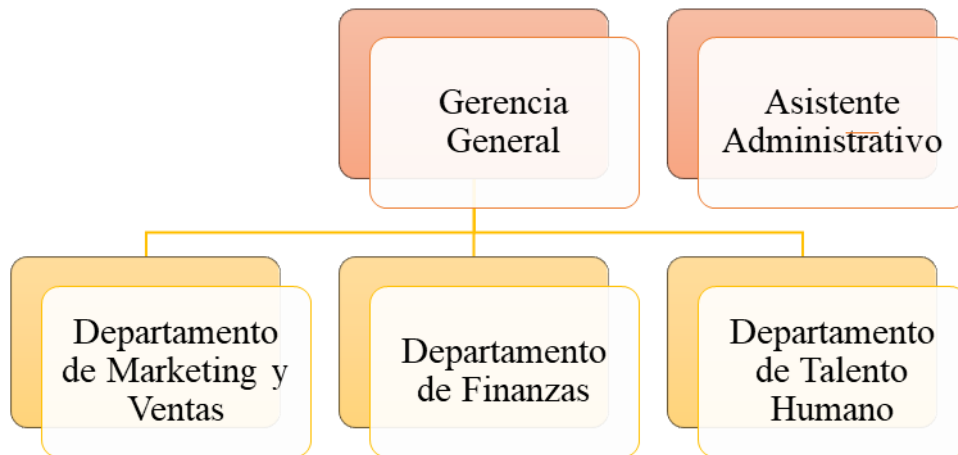 Gerencia
General
Asistente
Administrativo
Departamento
de Marketing y
Ventas
Departamento
de Finanzas
Departamento
de Talento
Humano